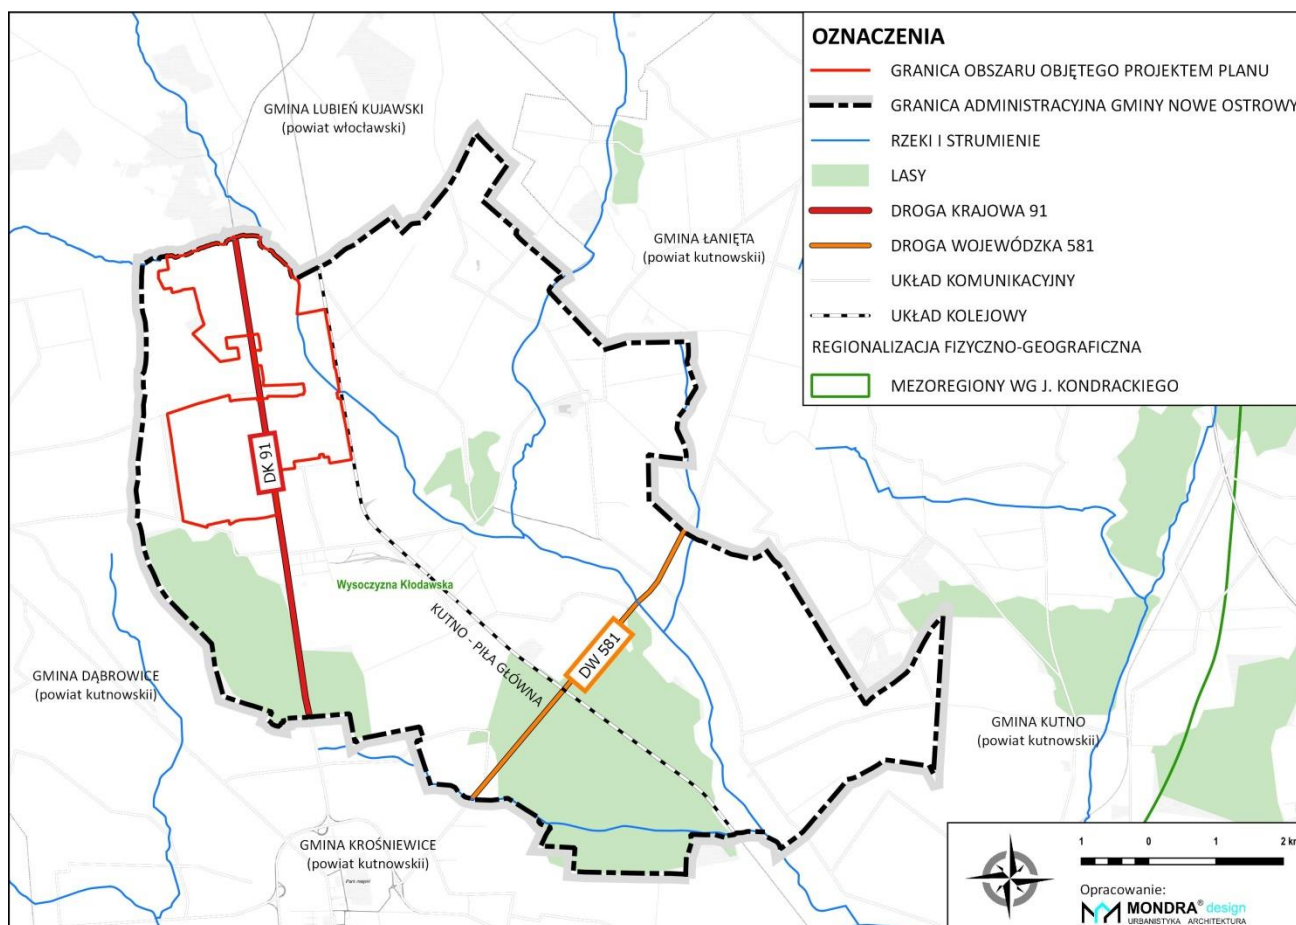 OZNACZENIA
GRANICA OBSZARU OBJĘTEGO PROJEKTEM PLANU
GRANICA ADMINISTRACYJNA GMINY NOWE OSTROWY
RZEKI I STRUMIENIE
LASY
DROGA KRAJOWA 91
DROGA WOJEWÓDZKA 581
UKŁAD KOMUNIKACYJNY
UKŁAD KOLEJOWY
REGIONALIZACJA FIZYCZNO-GEOGRAFICZNA
MEZOREGIONY WG J. KONDRACKIEGO
GMINA LUBIEŃ KUJAWSKI
(powiat włocławski)
GMINA ŁANIĘTA
(powiat kutnowskii)
DK 91
Wysoczyzna Kłodawska
KUTNO - PIŁA GŁÓWNA
DW 581
GMINA DĄBROWICE
(powiat kutnowskii)
GMINA KUTNO
(powiat kutnowskii)
GMINA KROŚNIEWICE
(powiat kutnowskii)
Park miejski
1 0 1 2 km
Opracowanie:
MONDRA® design
URBANISTYKA ARCHITEKTURA